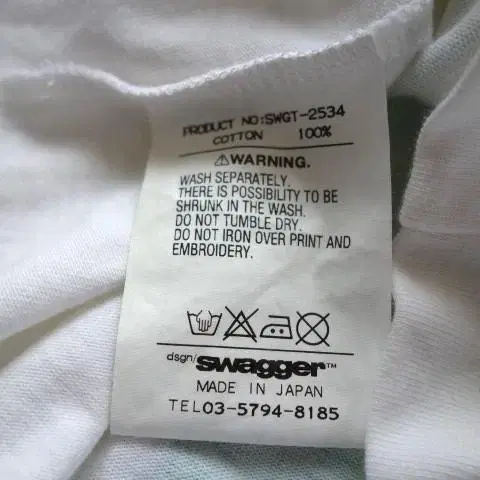 PRODUCT NO:SWGT-2534
COTTON 100%
⚠WARNING.
WASH SEPARATELY.
THERE IS POSSIBILITY TO BE
SHRUNK IN THE WASH.
DO NOT TUMBLE DRY.
DO NOT IRON OVER PRINT AND
EMBROIDERY.
dsgn/swagger™
MADE IN JAPAN
TEL03-5794-8185